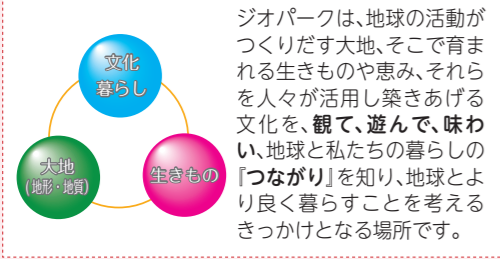 文化
暮らし
大地
(地形・地質)
生きもの
ジオパークは、地球の活動が
つくりだす大地、そこで育ま
れる生きものや恵み、それら
を人々が活用し築きあげる
文化を、観て、遊んで、味わ
い、地球と私たちの暮らしの
『つながり』を知り、地球とよ
り良く暮らすことを考える
きっかけとなる場所です。